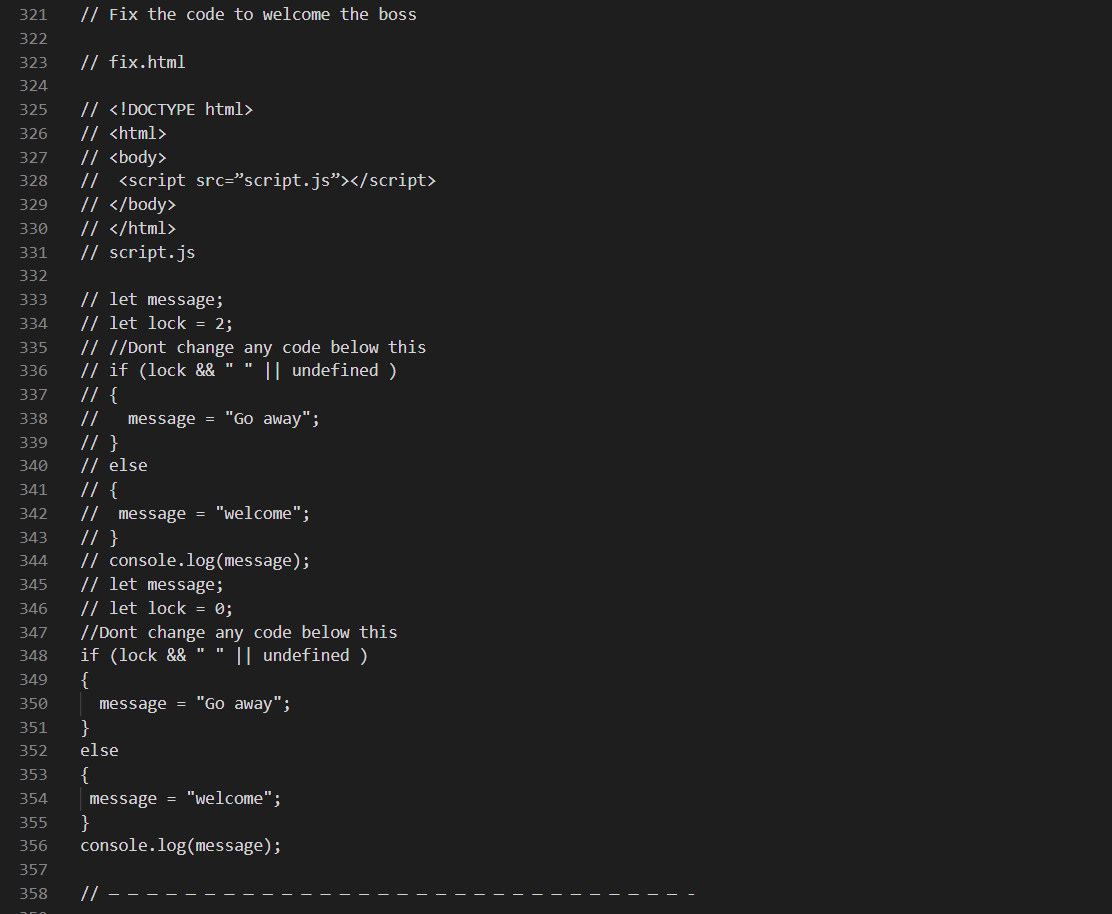 321 // Fix the code to welcome the boss
322
323 // fix.html
324
325 // <!DOCTYPE html>
326 // <html>
327 // <body>
328 //  <script src=”script.js”></script>
329 // </body>
330 // </html>
331 // script.js
332
333 // let message;
334 // let lock = 2;
335 // //Dont change any code below this
336 // if (lock && " " || undefined )
337 // {
338 //   message = "Go away";
339 // }
340 // else
341 // {
342 //  message = "welcome";
343 // }
344 // console.log(message);
345 // let message;
346 // let lock = 0;
347 //Dont change any code below this
348 if (lock && " " || undefined )
349 {
350   message = "Go away";
351 }
352 else
353 {
354  message = "welcome";
355 }
356 console.log(message);
357
358 // – – – – – – – – – – – – – – – – – – – – – – – – – – – – – – -